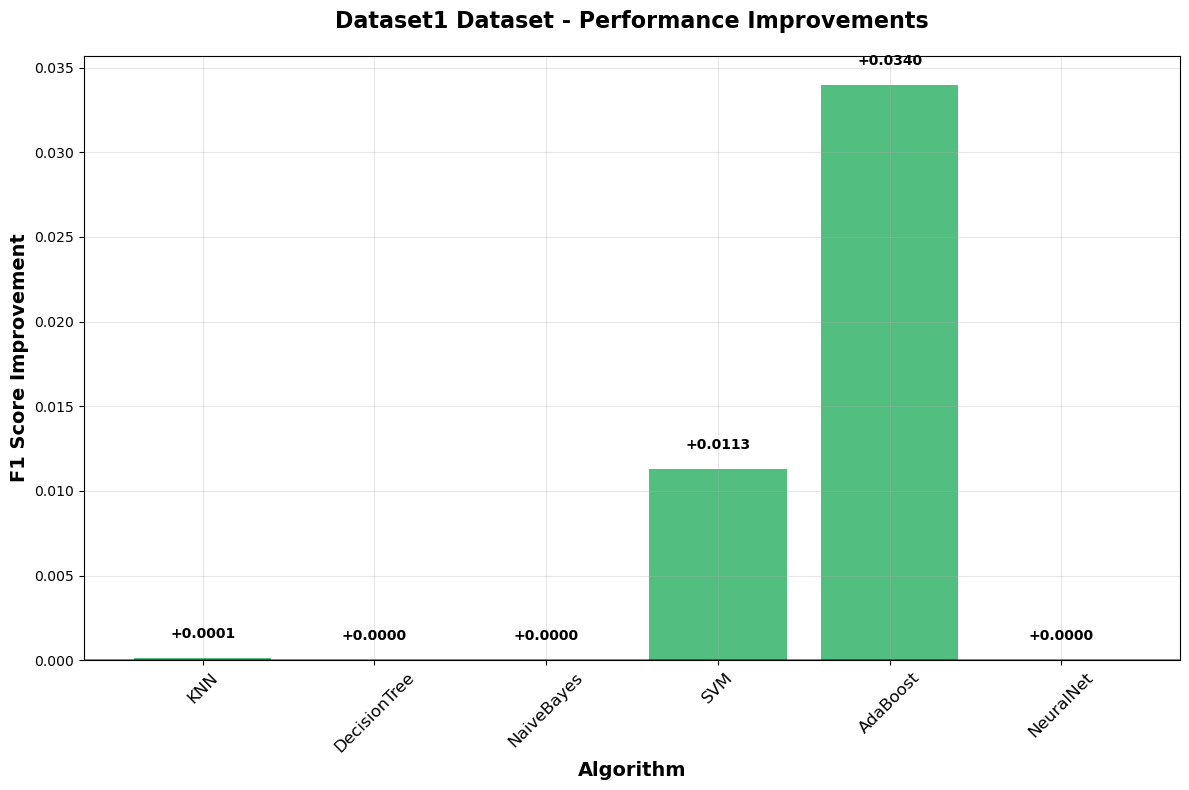 Dataset1 Dataset - Performance Improvements
F1 Score Improvement
0.035
0.030
0.025
0.020
0.015
0.010
0.005
0.000
+0.0001
+0.0000
+0.0000
+0.0113
+0.0340
+0.0000
KNN
DecisionTree
NaiveBayes
SVM
AdaBoost
NeuralNet
Algorithm